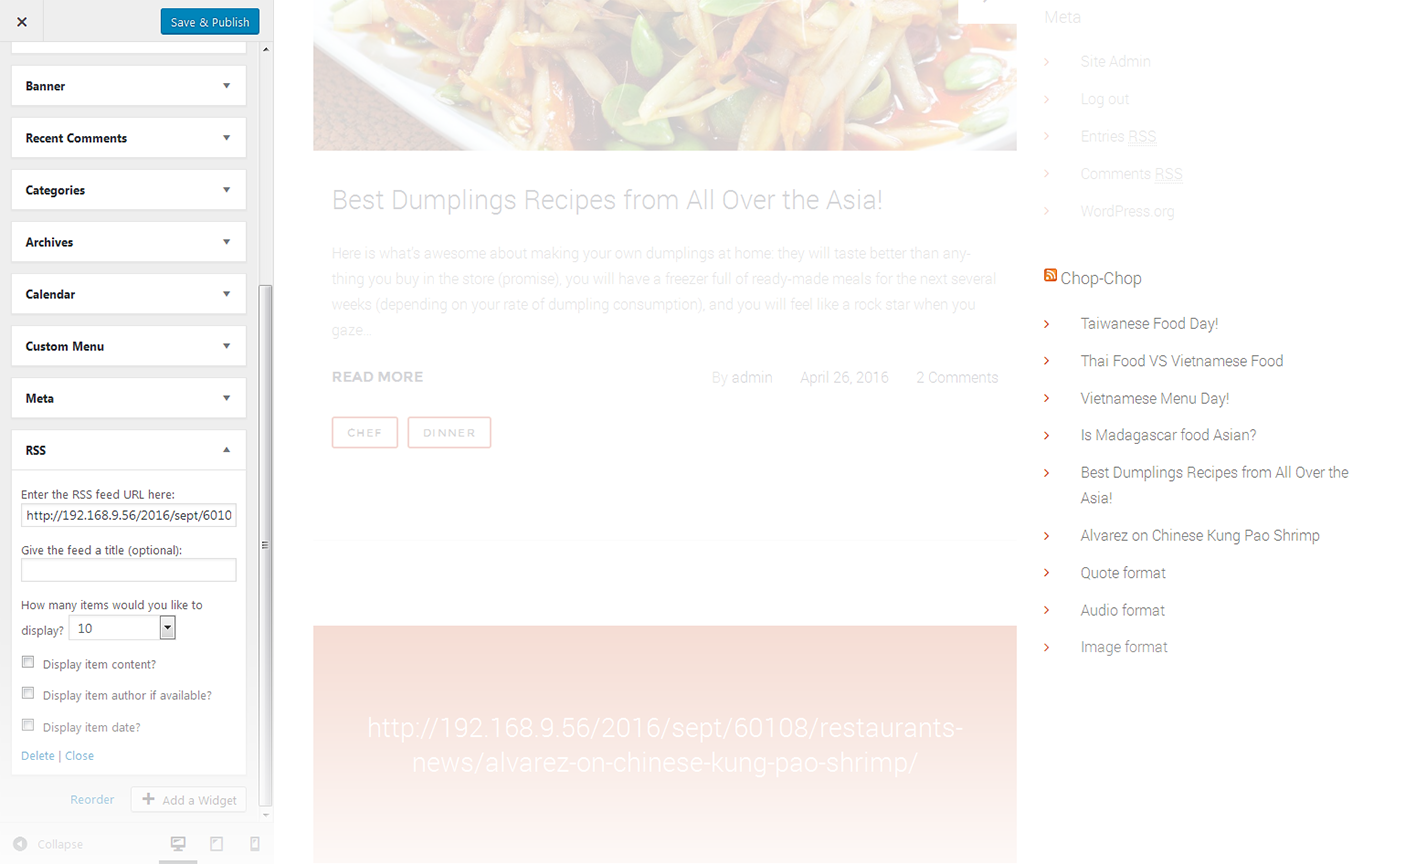 Save & Publish
Banner
Recent Comments
Categories
Archives
Calendar
Custom Menu
Meta
RSS
Enter the RSS feed URL here:
http://192.168.9.56/2016/sept/6010
Give the feed a title (optional):
How many items would you like to
display? 10
Display item content?
Display item author if available?
Display item date?
Delete | Close
Reorder
Add a Widget
Collapse
Best Dumplings Recipes from All Over the Asia!
Here is what's awesome about making your own dumplings at home: they will taste better than any-
thing you buy in the store (promise), you will have a freezer full of ready-made meals for the next several
weeks (depending on your rate of dumpling consumption), and you will feel like a rock star when you
gaze...
READ MORE
By admin
April 26, 2016
2 Comments
CHEF
DINNER
http://192.168.9.56/2016/sept/60108/restaurants-
news/alvarez-on-chinese-kung-pao-shrimp/
Meta
Site Admin
Log out
Entries RSS
Comments RSS
WordPress.org
Chop-Chop
Taiwanese Food Day!
Thai Food VS Vietnamese Food
Vietnamese Menu Day!
Is Madagascar food Asian?
Best Dumplings Recipes from All Over the
Asia!
Alvarez on Chinese Kung Pao Shrimp
Quote format
Audio format
Image format